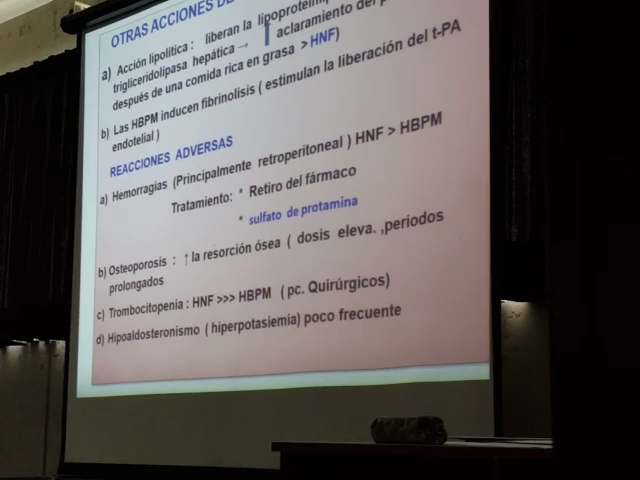 OTRAS ACCIONES DE
a) Acción lipolítica : liberan la
trigliceridolipasa hepática → ↑ aclaramiento del
después de una comida rica en grasa > HNF)
b) Las HBPM inducen fibrinolisis ( estimulan la liberación del t-PA
endotelial )
REACCIONES ADVERSAS
a) Hemorragias (Principalmente retroperitoneal ) HNF > HBPM
Tratamiento: * Retiro del fármaco
* sulfato de protamina
b) Osteoporosis : ↑ la resorción ósea ( dosis eleva. ,periodos
prolongados
c) Trombocitopenia : HNF >>> HBPM ( pc. Quirúrgicos)
d) Hipoaldosteronismo ( hiperpotasiemia) poco frecuente